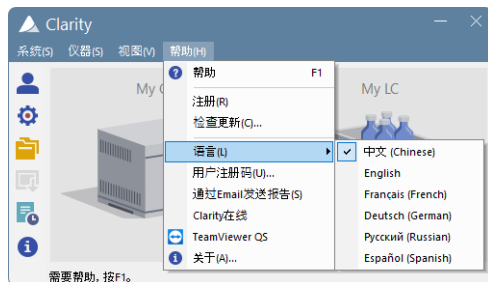 Clarity
系统(S) 仪器(S) 视图(V) 帮助(H)
My
My LC
帮助 F1
注册(R)
检查更新(C)...
语言(L)
用户注册码(U)...
通过Email发送报告(S)
Clarity在线
TeamViewer QS
关于(A)...
中文 (Chinese)
English
Français (French)
Deutsch (German)
Русский (Russian)
Español (Spanish)
需要帮助, 按F1。